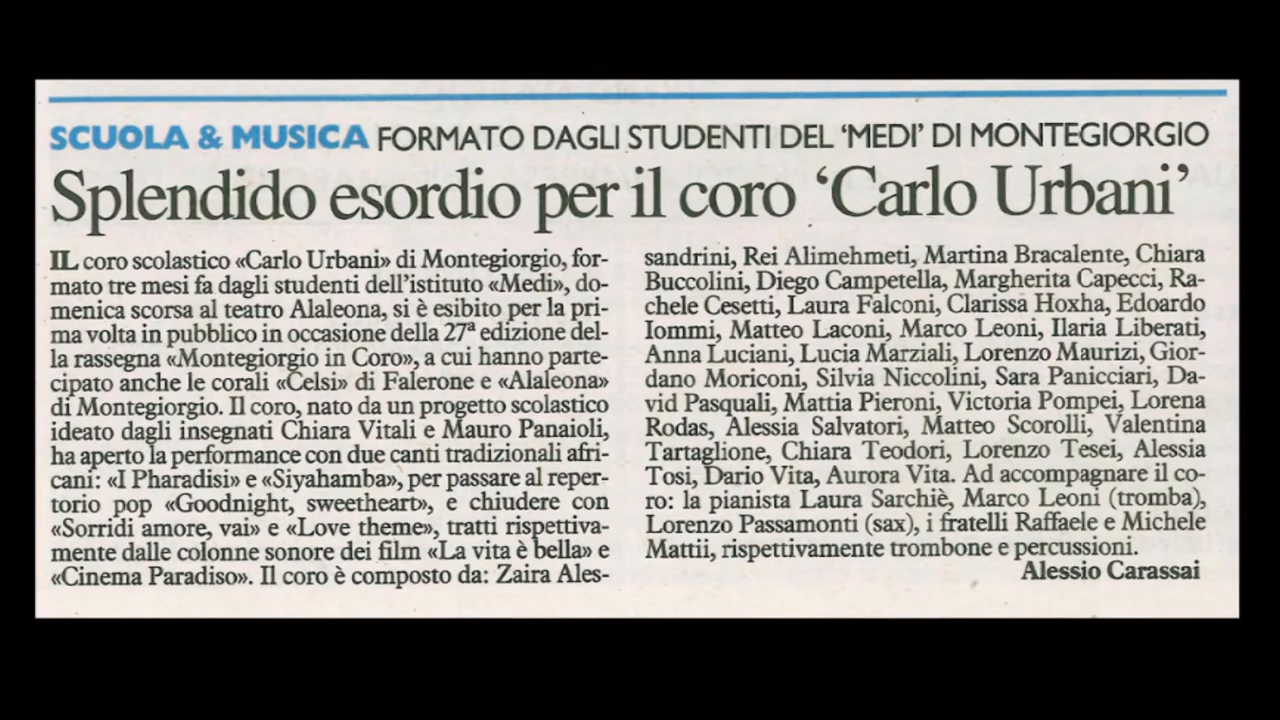 SCUOLA & MUSICA FORMATO DAGLI STUDENTI DEL ‘MEDI’ DI MONTEGIORGIO
Splendido esordio per il coro ‘Carlo Urbani’
IL coro scolastico «Carlo Urbani» di Montegiorgio, for-
mato tre mesi fa dagli studenti dell’istituto «Medi», do-
menica scorsa al teatro Alaleona, si è esibito per la pri-
ma volta in pubblico in occasione della 27ª edizione del-
la rassegna «Montegiorgio in Coro», a cui hanno parte-
cipato anche le corali «Celsi» di Falerone e «Alaleona»
di Montegiorgio. Il coro, nato da un progetto scolastico
ideato dagli insegnati Chiara Vitali e Mauro Panaioli,
ha aperto la performance con due canti tradizionali afri-
cani: «I Pharadisi» e «Siyahamba», per passare al reper-
torio pop «Goodnight, sweetheart», e chiudere con
«Sorridi amore, vai» e «Love theme», tratti rispettiva-
mente dalle colonne sonore dei film «La vita è bella» e
«Cinema Paradiso». Il coro è composto da: Zaira Ales-
sandrini, Rei Alimehmeti, Martina Bracalente, Chiara
Buccolini, Diego Campetella, Margherita Capecci, Ra-
chele Cesetti, Laura Falconi, Clarissa Hoxha, Edoardo
Iommi, Matteo Laconi, Marco Leoni, Ilaria Liberati,
Anna Luciani, Lucia Marziali, Lorenzo Maurizi, Gior-
dano Moriconi, Silvia Niccolini, Sara Panicciari, Da-
vid Pasquali, Mattia Pieroni, Victoria Pompei, Lorena
Rodas, Alessia Salvatori, Matteo Scorolli, Valentina
Tartaglione, Chiara Teodori, Lorenzo Tesei, Alessia
Tosi, Dario Vita, Aurora Vita. Ad accompagnare il co-
ro: la pianista Laura Sarchiè, Marco Leoni (tromba),
Lorenzo Passamonti (sax), i fratelli Raffaele e Michele
Mattii, rispettivamente trombone e percussioni.
Alessio Carassai